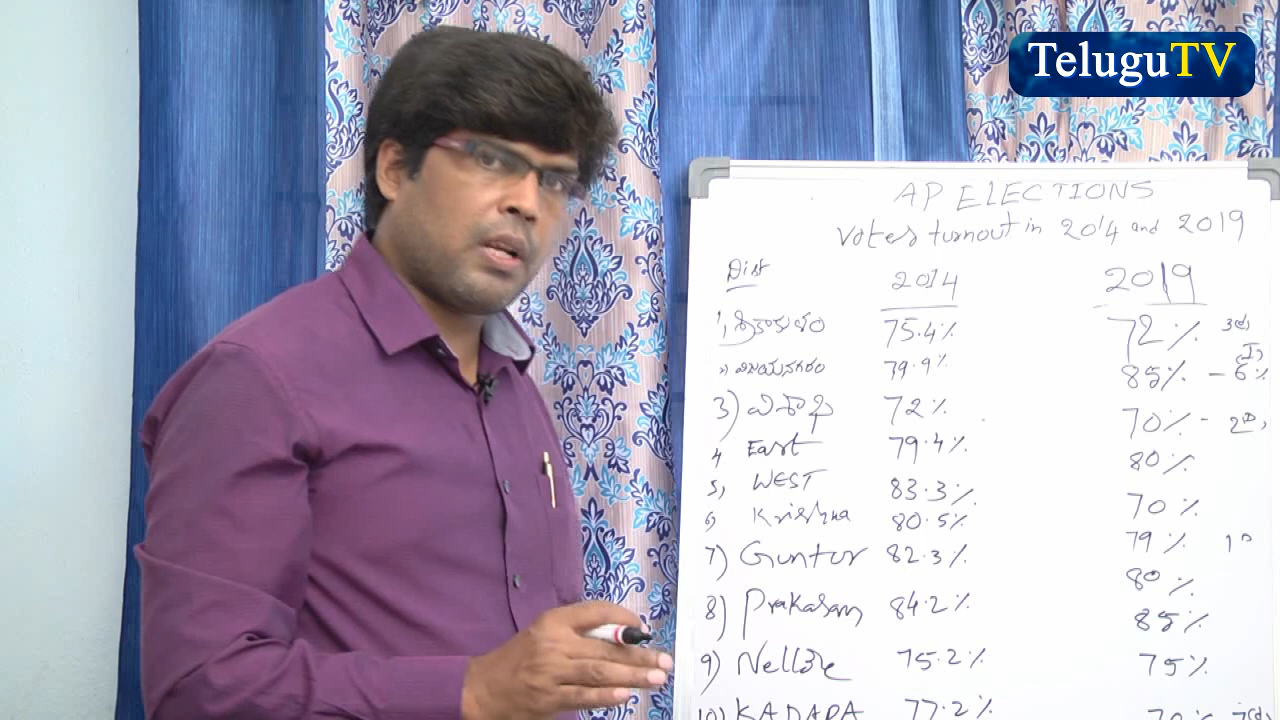 TeluguTV
AP ELECTIONS
Votes turnout in 2014 and 2019
Dist 2014 2019
1, శ్రీకాకుళం 75.4% 72%
2) విజయనగరం 79.9% 85% - 6%
3) విశాఖ 72% 70% -
4 East 79.4% 80%
5, WEST 83.3% 70%
6) Krishna 80.5% 79%
7) Guntur 82.3% 80%
8) Prakasam 84.2% 85%
9) Nellore 75.2% 75%
10) KADAPA 77.2%